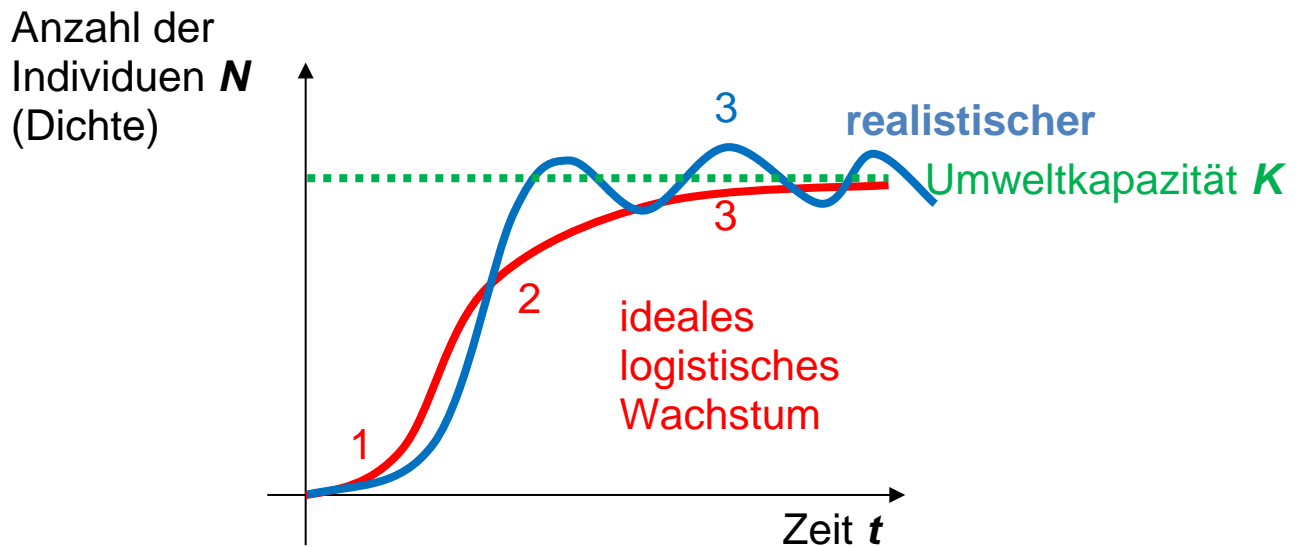 Anzahl der
Individuen N
(Dichte)
3
realistischer
Umweltkapazität K
3
2
ideales
logistisches
Wachstum
1
Zeit t